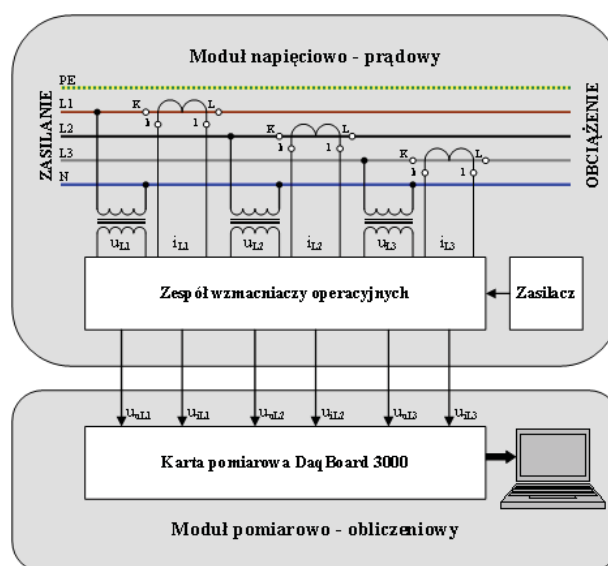 Moduł napięciowo - prądowy
ZASILANIE
OBCIĄŻENIE
PE
L1
K
L
k
l
L2
K
L
k
l
L3
K
L
k
l
N
uL1
iL1
uL2
iL2
uL3
iL3
Zespół wzmacniaczy operacyjnych
Zasilacz
uuL1
uiL1
uuL2
uiL2
uuL3
uiL3
Karta pomiarowa DaqBoard 3000
Moduł pomiarowo - obliczeniowy